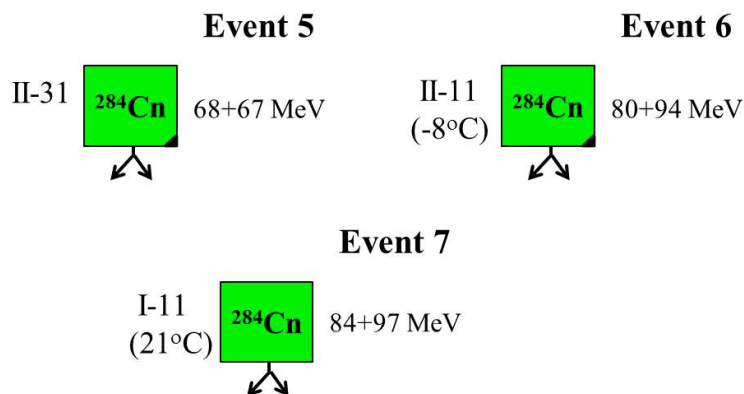 Event 5
II-31
²⁸⁴Cn
68+67 MeV
Event 6
II-11
(-8°C)
²⁸⁴Cn
80+94 MeV
Event 7
I-11
(21°C)
²⁸⁴Cn
84+97 MeV